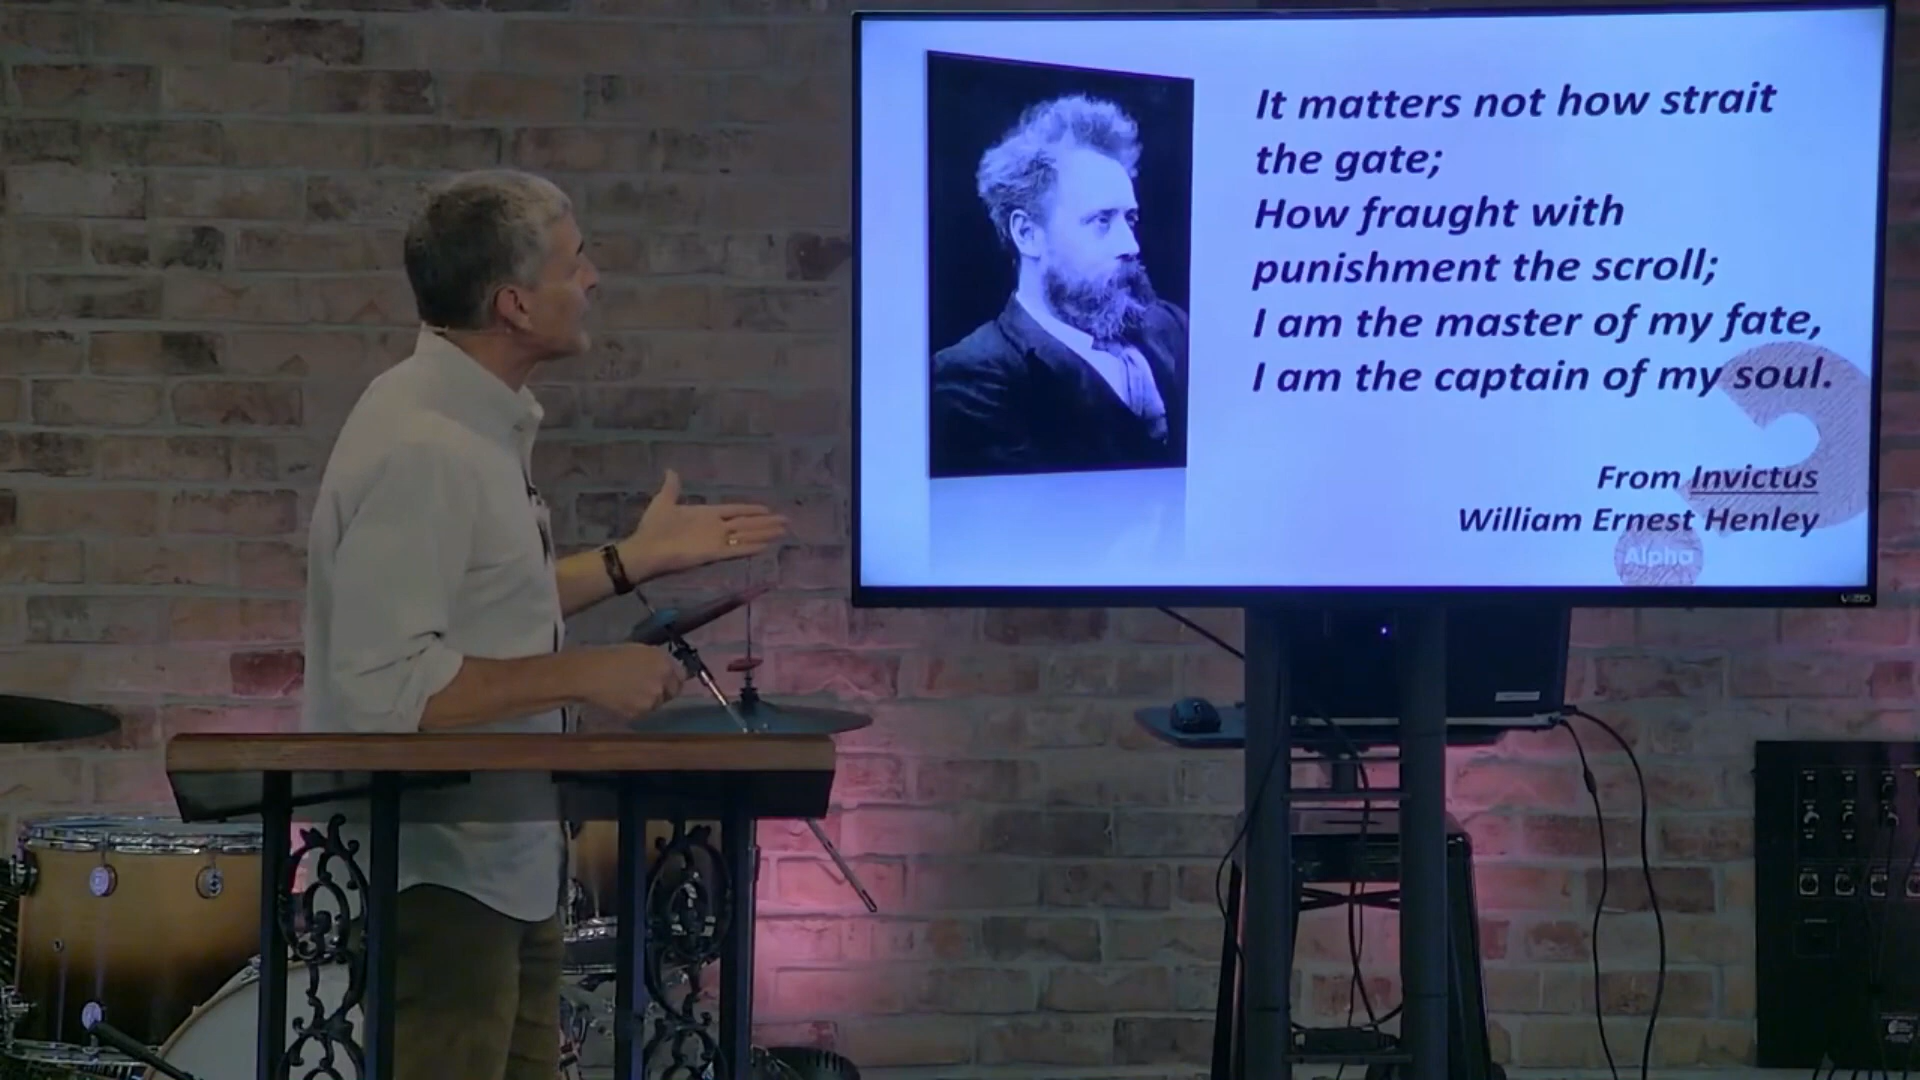 It matters not how strait
the gate;
How fraught with
punishment the scroll;
I am the master of my fate,
I am the captain of my soul.
From Invictus
William Ernest Henley
Alpha
VIZIO